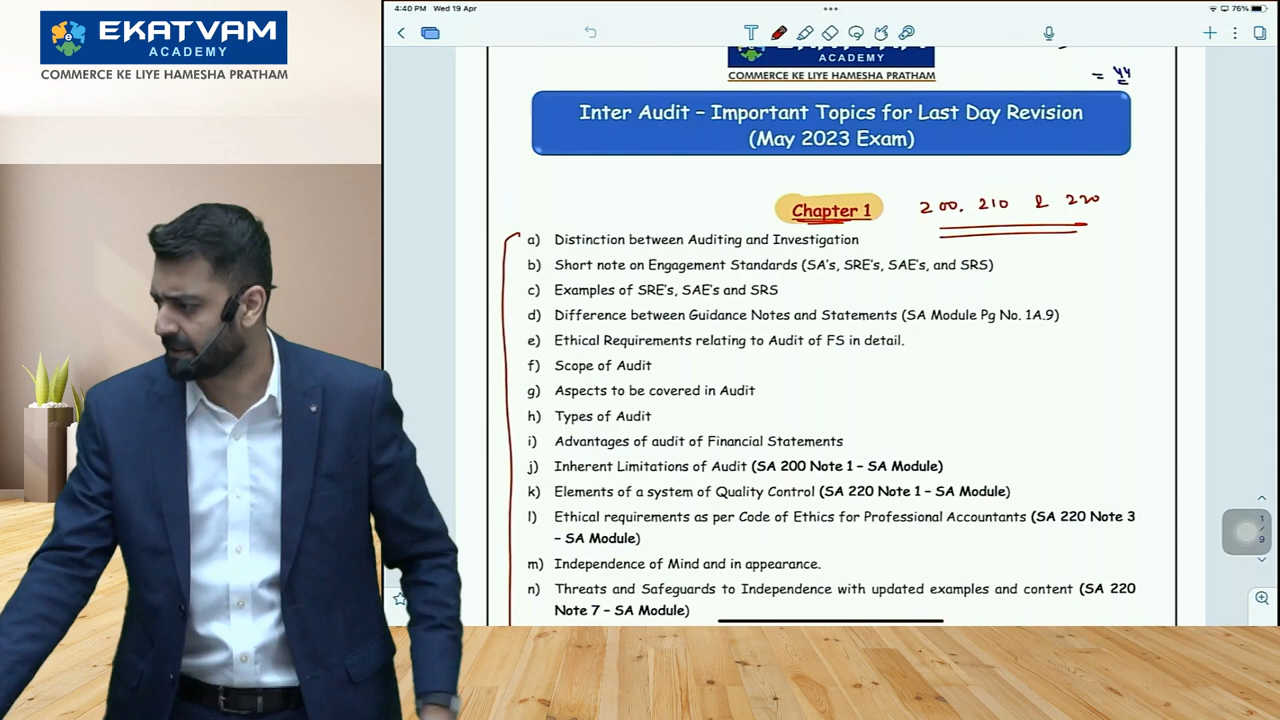 EKATVAM
ACADEMY
COMMERCE KE LIYE HAMESHA PRATHAM
4:40 PM Wed 19 Apr
76%
ACADEMY
COMMERCE KE LIYE HAMESHA PRATHAM
= 44
Inter Audit – Important Topics for Last Day Revision
(May 2023 Exam)
Chapter 1
200, 210 & 220
a) Distinction between Auditing and Investigation
b) Short note on Engagement Standards (SA's, SRE's, SAE's, and SRS)
c) Examples of SRE's, SAE's and SRS
d) Difference between Guidance Notes and Statements (SA Module Pg No. 1A.9)
e) Ethical Requirements relating to Audit of FS in detail.
f) Scope of Audit
g) Aspects to be covered in Audit
h) Types of Audit
i) Advantages of audit of Financial Statements
j) Inherent Limitations of Audit (SA 200 Note 1 – SA Module)
k) Elements of a system of Quality Control (SA 220 Note 1 – SA Module)
l) Ethical requirements as per Code of Ethics for Professional Accountants (SA 220 Note 3
– SA Module)
m) Independence of Mind and in appearance.
n) Threats and Safeguards to Independence with updated examples and content (SA 220
Note 7 – SA Module)
1
/
9